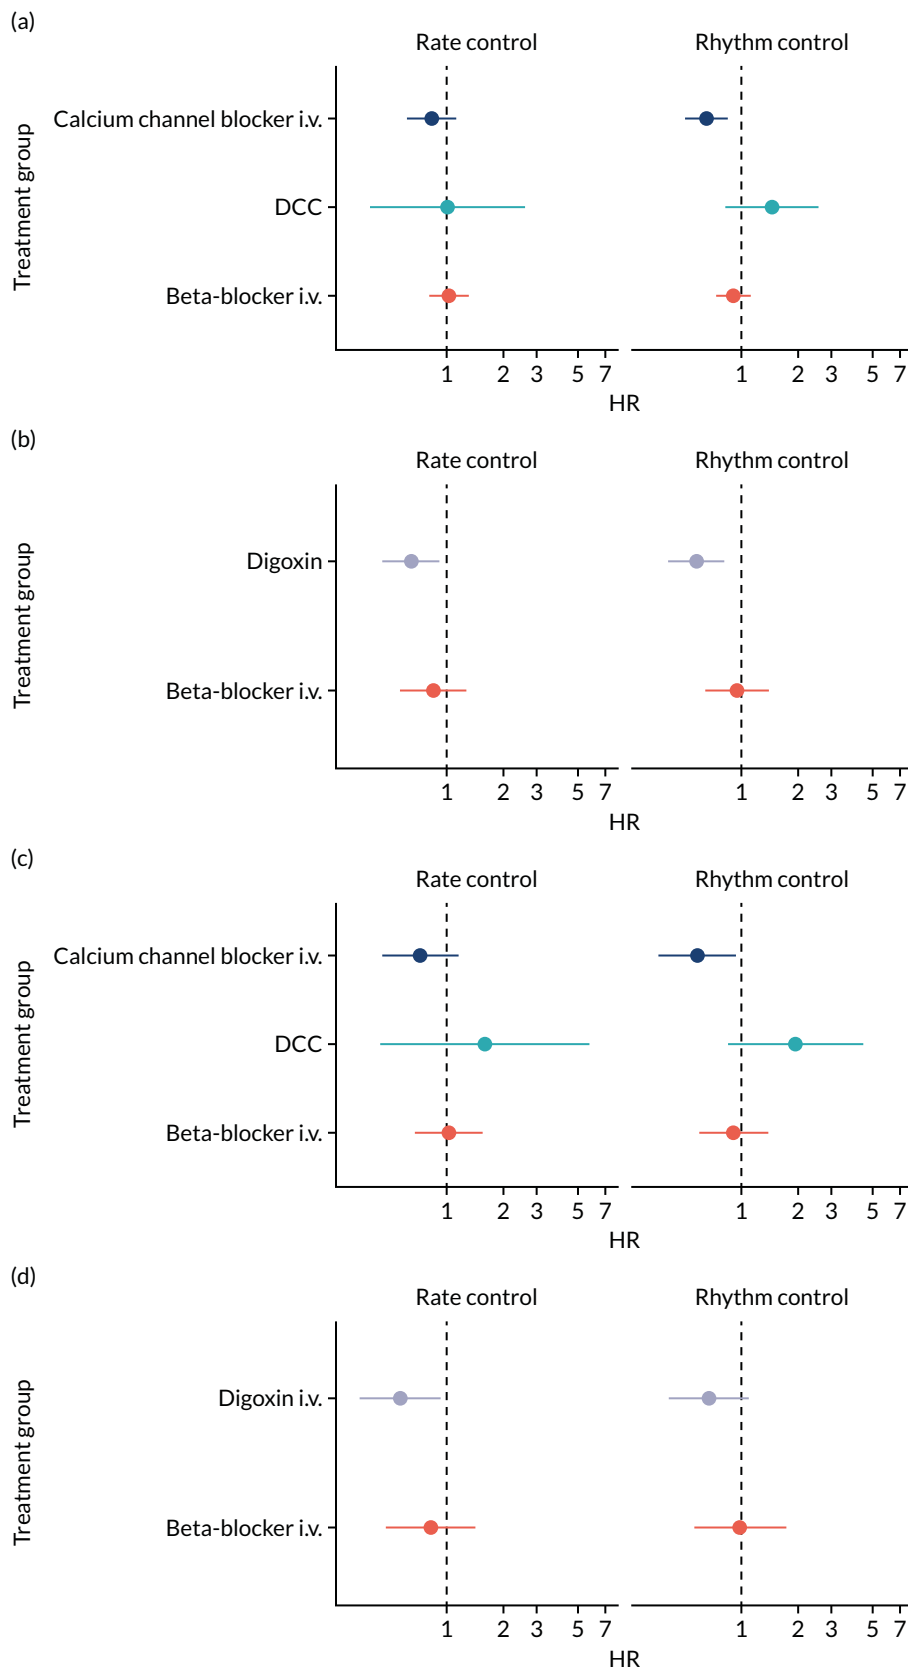 (a)
Rate control Rhythm control
Treatment group
Calcium channel blocker i.v.
DCC
Beta-blocker i.v.
1 2 3 5 7 1 2 3 5 7
HR
(b)
Rate control Rhythm control
Treatment group
Digoxin
Beta-blocker i.v.
1 2 3 5 7 1 2 3 5 7
HR
(c)
Rate control Rhythm control
Treatment group
Calcium channel blocker i.v.
DCC
Beta-blocker i.v.
1 2 3 5 7 1 2 3 5 7
HR
(d)
Rate control Rhythm control
Treatment group
Digoxin i.v.
Beta-blocker i.v.
1 2 3 5 7 1 2 3 5 7
HR